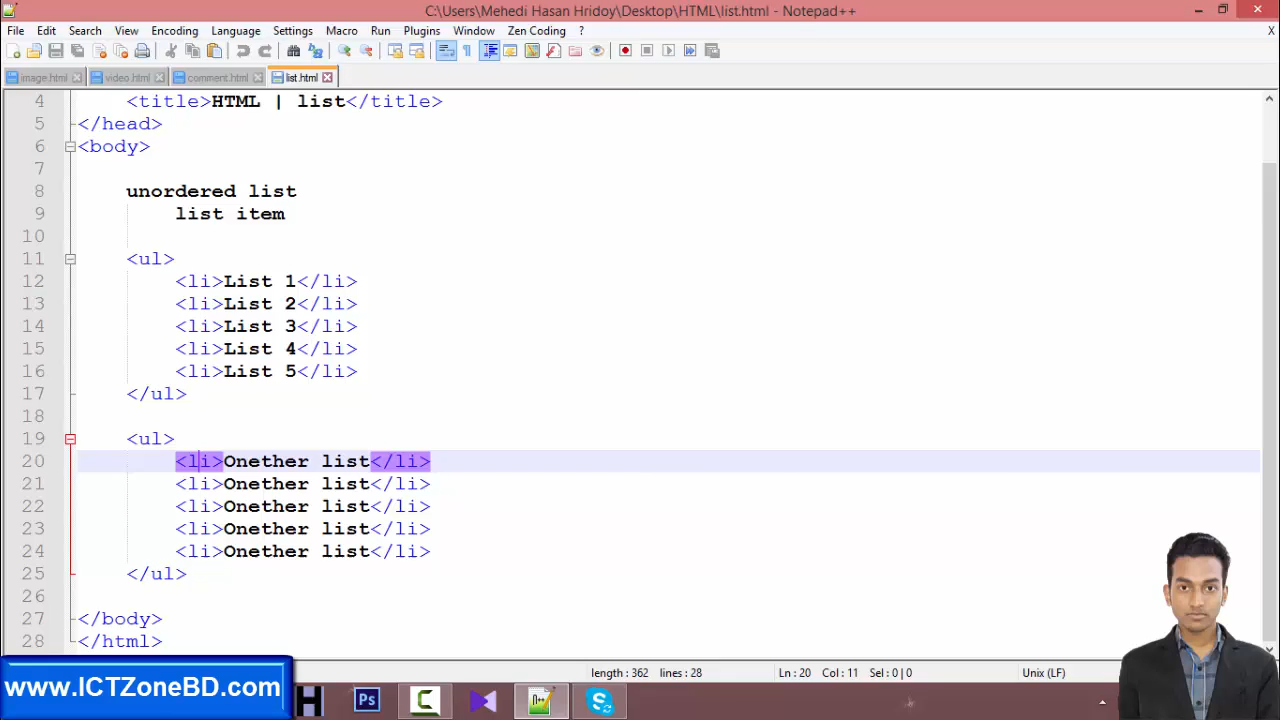 C:\Users\Mehedi Hasan Hridoy\Desktop\HTML\list.html - Notepad++
File Edit Search View Encoding Language Settings Macro Run Plugins Window Zen Coding ? X
image.html video.html comment.html list.html
4 <title>HTML | list</title>
5 </head>
6 <body>
7
8 unordered list
9 list item
10
11 <ul>
12 <li>List 1</li>
13 <li>List 2</li>
14 <li>List 3</li>
15 <li>List 4</li>
16 <li>List 5</li>
17 </ul>
18
19 <ul>
20 <li>Onether list</li>
21 <li>Onether list</li>
22 <li>Onether list</li>
23 <li>Onether list</li>
24 <li>Onether list</li>
25 </ul>
26
27 </body>
28 </html>
length : 362 lines : 28 Ln : 20 Col : 11 Sel : 0 | 0 Unix (LF)
www.ICTZoneBD.com
H Ps C n++ S